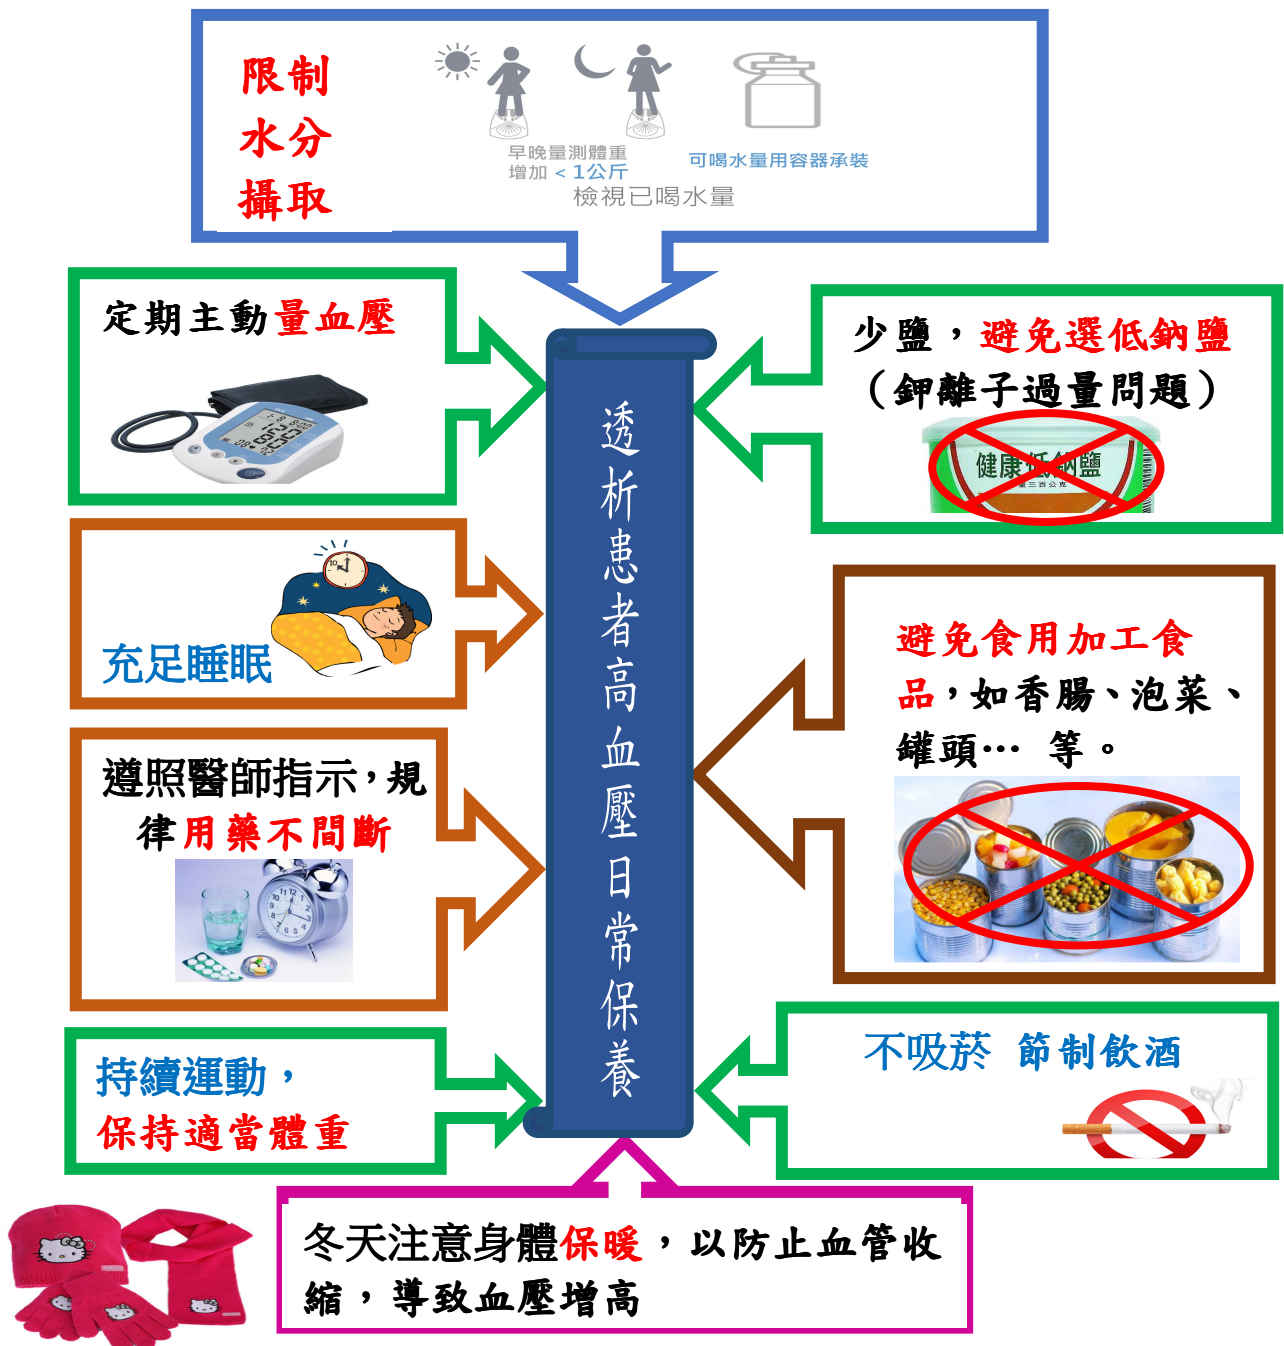 限制
水分
攝取
早晚量測體重
增加 < 1公斤
可喝水量用容器承裝
檢視已喝水量
定期主動量血壓
少鹽，避免選低鈉鹽
（鉀離子過量問題）
健康低鈉鹽
充足睡眠
避免食用加工食
品，如香腸、泡菜、
罐頭… 等。
遵照醫師指示，規
律用藥不間斷
持續運動，
保持適當體重
不吸菸 節制飲酒
透析患者高血壓日常保養
冬天注意身體保暖，以防止血管收
縮，導致血壓增高